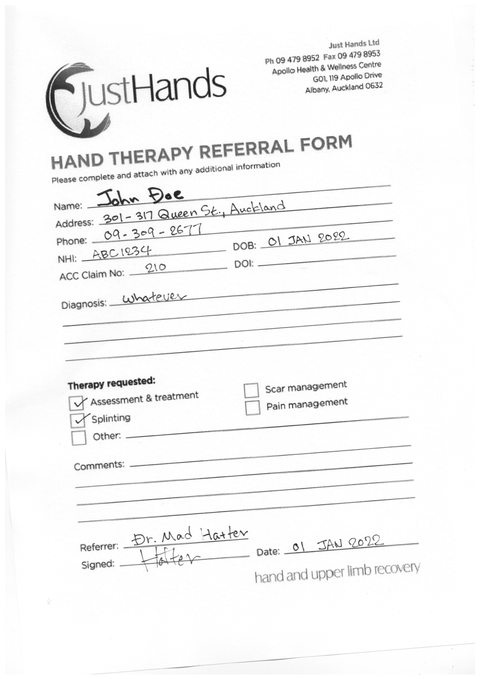 JustHands
Just Hands Ltd
Ph 09 479 8952 Fax 09 479 8953
Apollo Health & Wellness Centre
G01, 119 Apollo Drive
Albany, Auckland 0632
HAND THERAPY REFERRAL FORM
Please complete and attach with any additional information
Name: John Doe
Address: 301-317 Queen St., Auckland
Phone: 09-309-2677
NHI: ABC1234 DOB: 01 JAN 2022
ACC Claim No: 210 DOI:
Diagnosis: Whatever
Therapy requested:
Assessment & treatment Scar management
Splinting Pain management
Other:
Comments:
Referrer: Dr. Mad Hatter
Signed: Hatter Date: 01 JAN 2022
hand and upper limb recovery